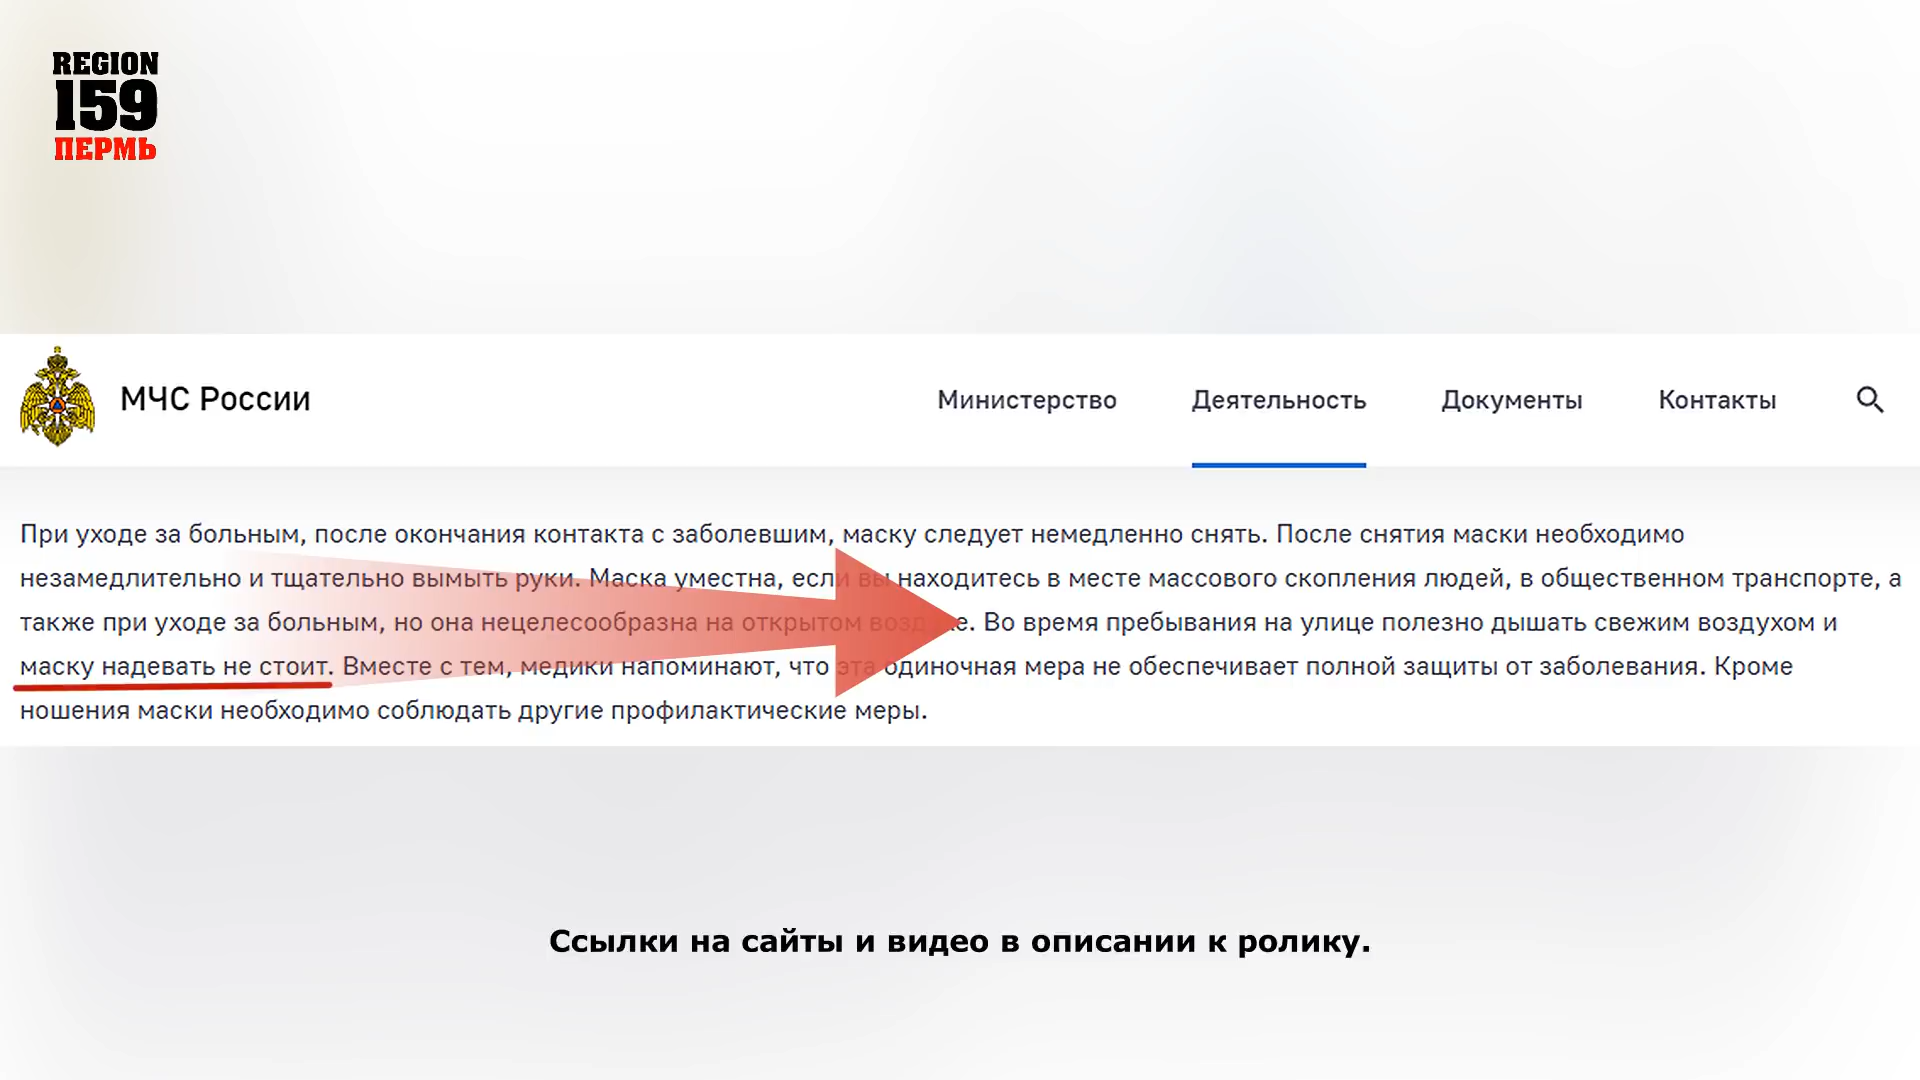 REGION
159
ПЕРМЬ
МЧС России
Министерство
Деятельность
Документы
Контакты
При уходе за больным, после окончания контакта с заболевшим, маску следует немедленно снять. После снятия маски необходимо
незамедлительно и тщательно вымыть руки. Маска уместна, если вы находитесь в месте массового скопления людей, в общественном транспорте, а
также при уходе за больным, но она нецелесообразна на открытом воздухе. Во время пребывания на улице полезно дышать свежим воздухом и
маску надевать не стоит. Вместе с тем, медики напоминают, что эта одиночная мера не обеспечивает полной защиты от заболевания. Кроме
ношения маски необходимо соблюдать другие профилактические меры.
Ссылки на сайты и видео в описании к ролику.